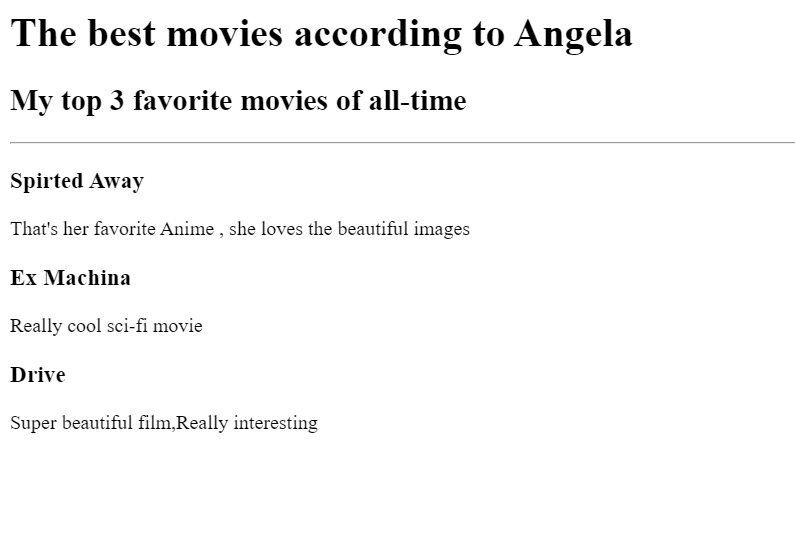 The best movies according to Angela
My top 3 favorite movies of all-time
Spirted Away
That's her favorite Anime , she loves the beautiful images
Ex Machina
Really cool sci-fi movie
Drive
Super beautiful film,Really interesting